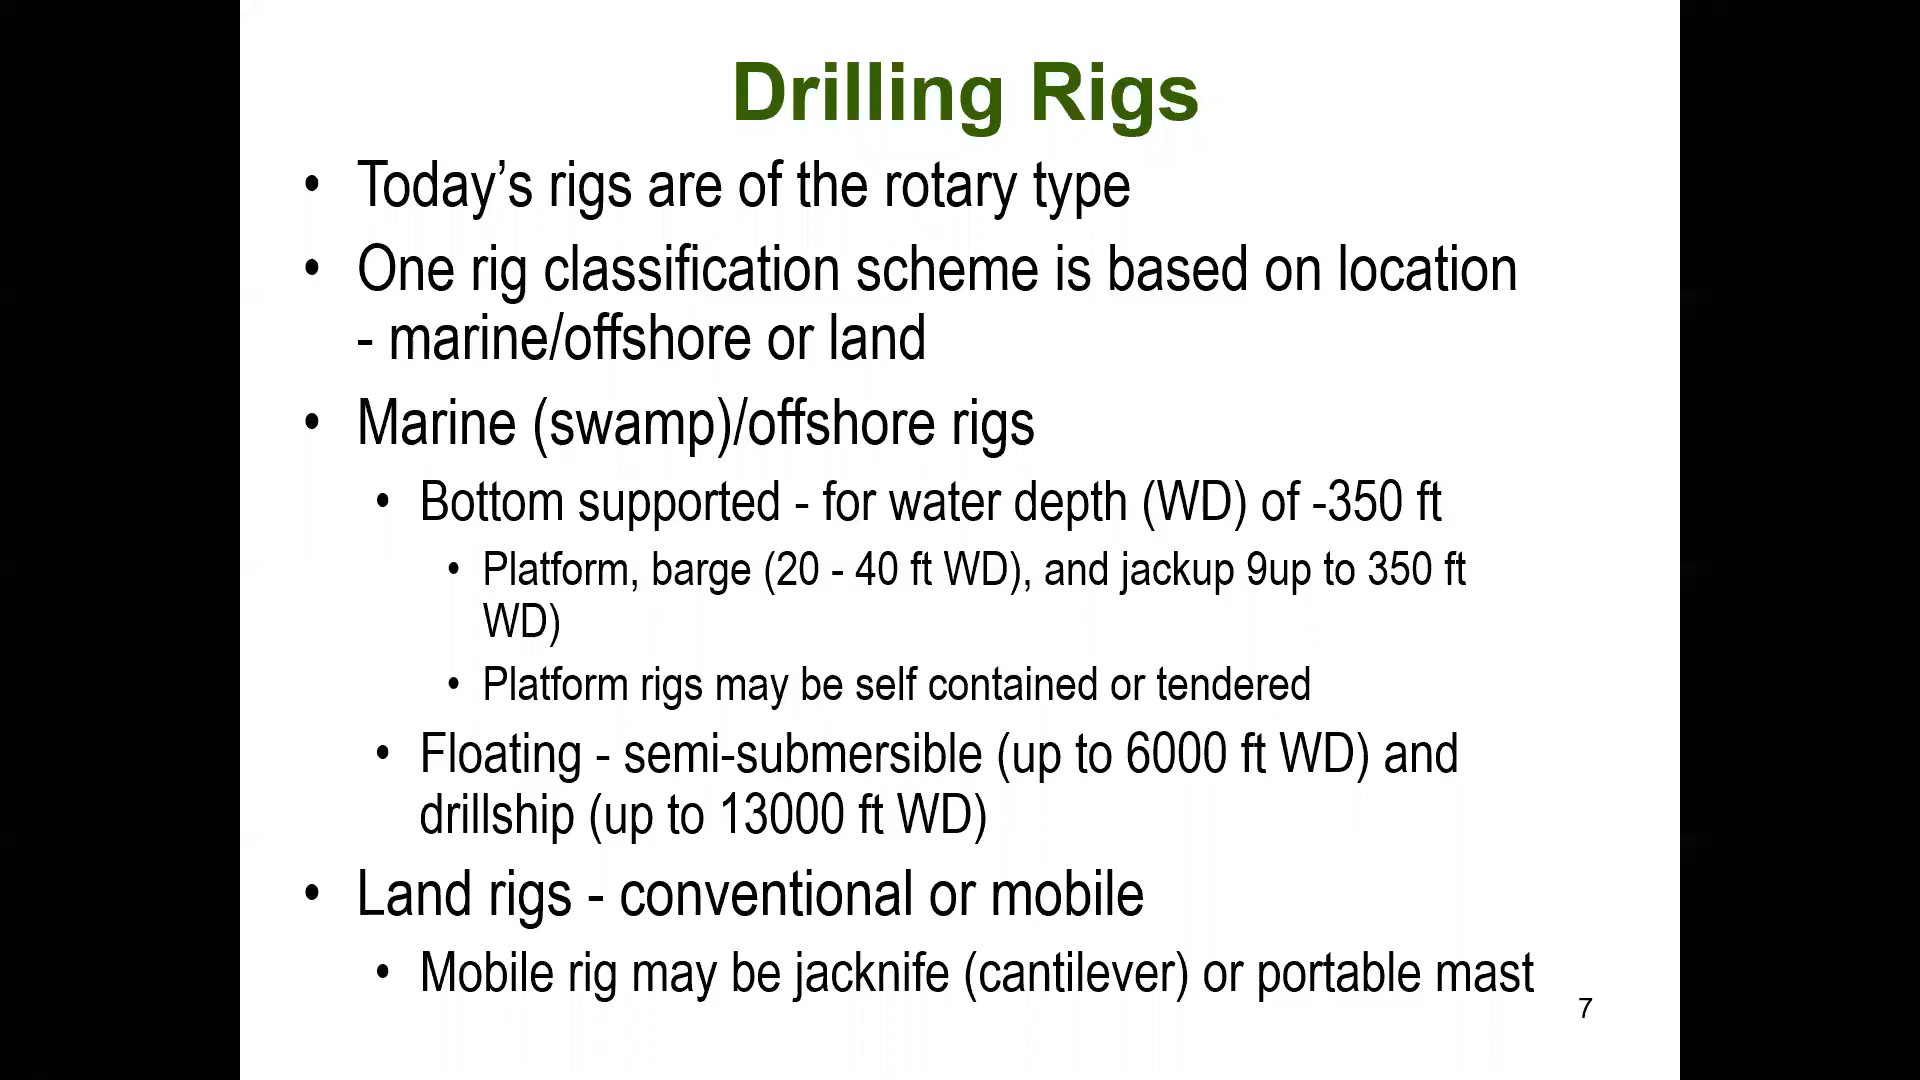 Drilling Rigs
• Today’s rigs are of the rotary type
• One rig classification scheme is based on location
- marine/offshore or land
• Marine (swamp)/offshore rigs
• Bottom supported - for water depth (WD) of -350 ft
• Platform, barge (20 - 40 ft WD), and jackup 9up to 350 ft
WD)
• Platform rigs may be self contained or tendered
• Floating - semi-submersible (up to 6000 ft WD) and
drillship (up to 13000 ft WD)
• Land rigs - conventional or mobile
• Mobile rig may be jacknife (cantilever) or portable mast
7